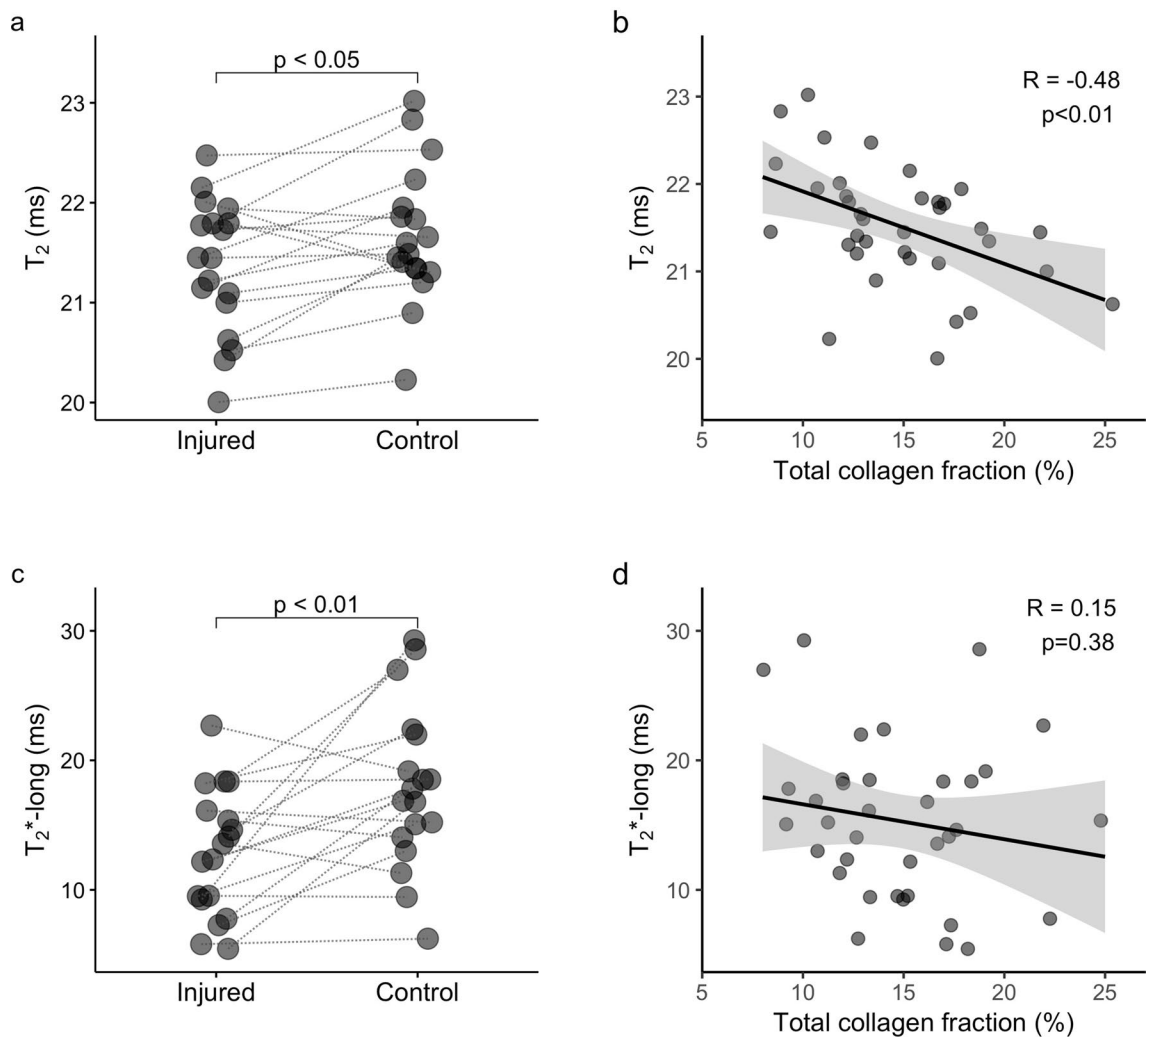 a
p < 0.05
T₂ (ms)
23
22
21
20
Injured Control
b
R = -0.48
p<0.01
T₂ (ms)
23
22
21
20
5 10 15 20 25
Total collagen fraction (%)
c
p < 0.01
T₂*-long (ms)
30
20
10
Injured Control
d
R = 0.15
p=0.38
T₂*-long (ms)
30
20
10
5 10 15 20 25
Total collagen fraction (%)